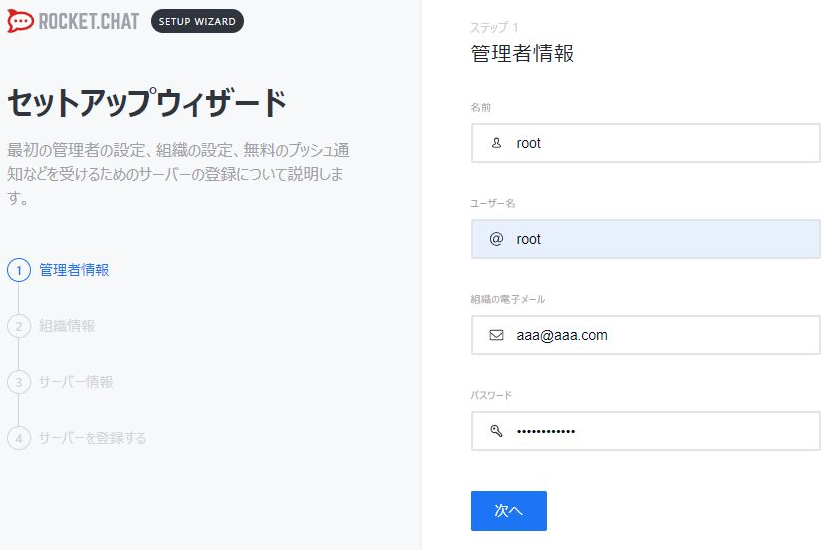 ROCKET.CHAT SETUP WIZARD
セットアップウィザード
最初の管理者の設定、組織の設定、無料のプッシュ通
知などを受けるためのサーバーの登録について説明しま
す。
1 管理者情報
2 組織情報
3 サーバー情報
4 サーバーを登録する
ステップ 1
管理者情報
名前
root
ユーザー名
@ root
組織の電子メール
aaa@aaa.com
パスワード
••••••••••••
次へ